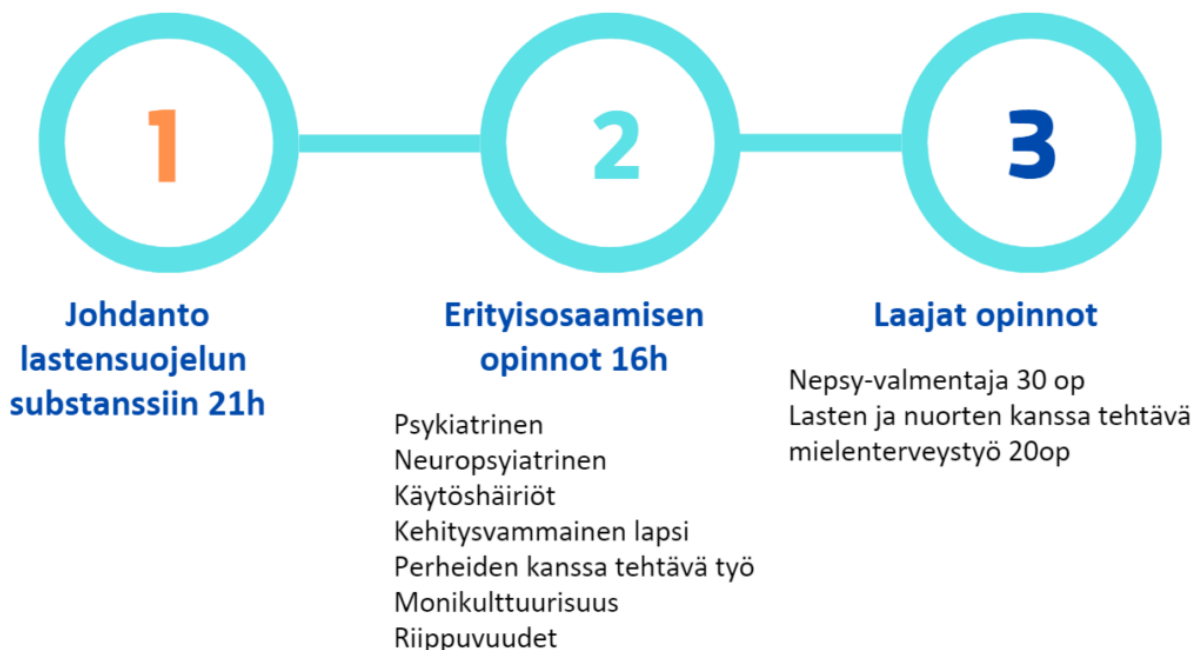 1
2
3
Johdanto
lastensuojelun
substanssiin 21h
Erityisosaamisen
opinnot 16h
Psykiatrinen
Neuropsyiatrinen
Käytöshäiriöt
Kehitysvammainen lapsi
Perheiden kanssa tehtävä työ
Monikulttuurisuus
Riippuvuudet
Laajat opinnot
Nepsy-valmentaja 30 op
Lasten ja nuorten kanssa tehtävä
mielenterveystyö 20op